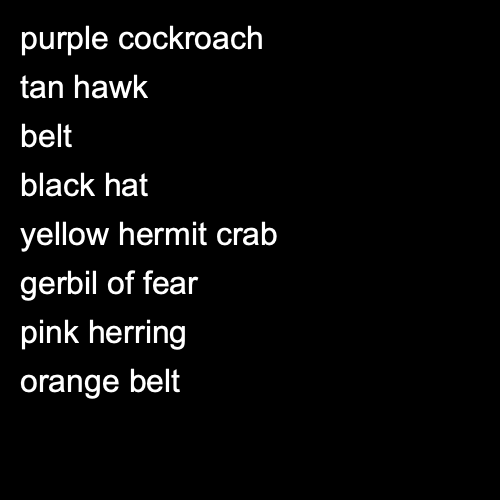 purple cockroach
tan hawk
belt
black hat
yellow hermit crab
gerbil of fear
pink herring
orange belt